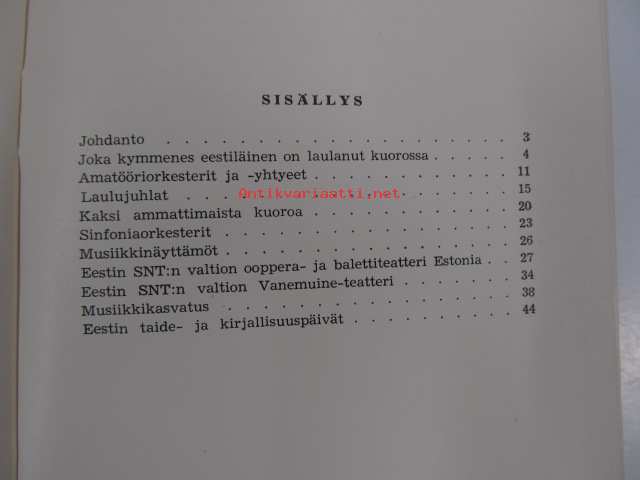 SISÄLLYS
Johdanto . . . . . . . . . . . . . . . 3
Joka kymmenes eestiläinen on laulanut kuorossa . . . . 4
Amatööriorkesterit ja -yhtyeet . . . . . . . . . 11
Laulujuhlat . . . . . . . . . . . . . . 15
Antikvariaatti.net
Kaksi ammattimaista kuoroa . . . . . . . . . 20
Sinfoniaorkesterit . . . . . . . . . . . . 23
Musiikkinäyttämöt . . . . . . . . . . . . 26
Eestin SNT:n valtion ooppera- ja balettiteatteri Estonia . . 27
Eestin SNT:n valtion Vanemuine-teatteri . . . . . . 34
Musiikkikasvatus . . . . . . . . . . . . 38
Eestin taide- ja kirjallisuuspäivät . . . . . . . . 44